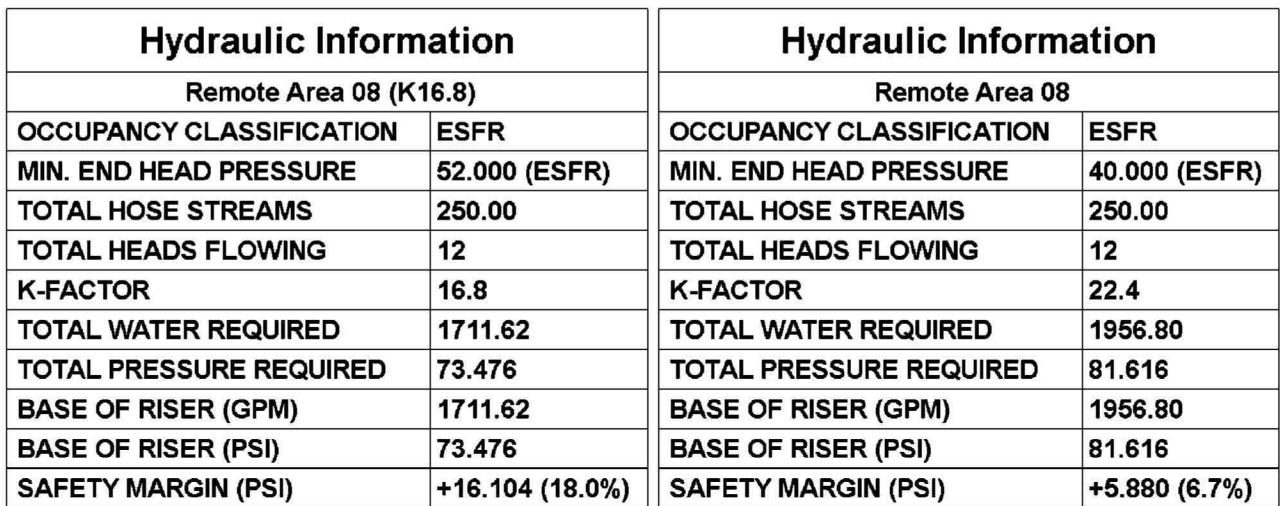 Hydraulic Information
Remote Area 08 (K16.8)
OCCUPANCY CLASSIFICATION ESFR
MIN. END HEAD PRESSURE 52.000 (ESFR)
TOTAL HOSE STREAMS 250.00
TOTAL HEADS FLOWING 12
K-FACTOR 16.8
TOTAL WATER REQUIRED 1711.62
TOTAL PRESSURE REQUIRED 73.476
BASE OF RISER (GPM) 1711.62
BASE OF RISER (PSI) 73.476
SAFETY MARGIN (PSI) +16.104 (18.0%)
Hydraulic Information
Remote Area 08
OCCUPANCY CLASSIFICATION ESFR
MIN. END HEAD PRESSURE 40.000 (ESFR)
TOTAL HOSE STREAMS 250.00
TOTAL HEADS FLOWING 12
K-FACTOR 22.4
TOTAL WATER REQUIRED 1956.80
TOTAL PRESSURE REQUIRED 81.616
BASE OF RISER (GPM) 1956.80
BASE OF RISER (PSI) 81.616
SAFETY MARGIN (PSI) +5.880 (6.7%)